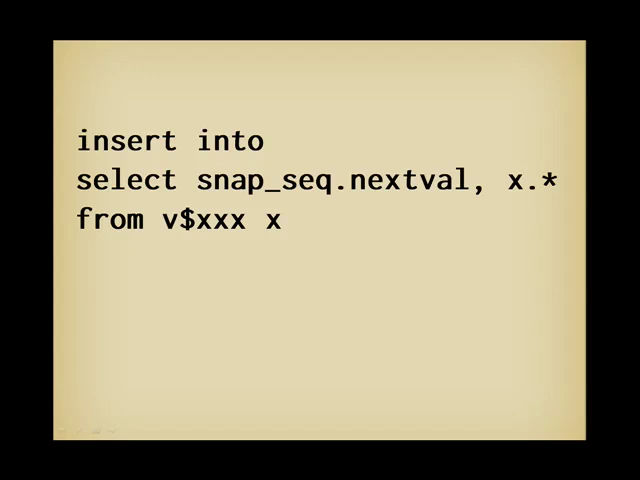 insert into
select snap_seq.nextval, x.*
from v$xxx x